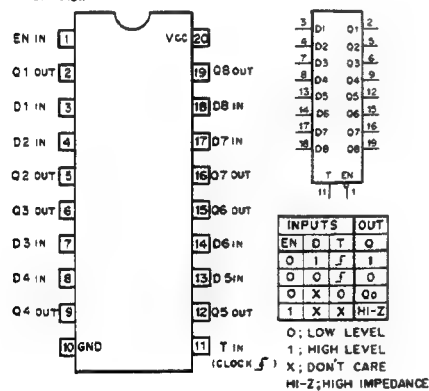 EN IN 1
Q1 OUT 2
D1 IN 3
D2 IN 4
Q2 OUT 5
Q3 OUT 6
D3 IN 7
D4 IN 8
Q4 OUT 9
10 GND
VCC 20
19 Q8 OUT
18 D8 IN
17 D7 IN
16 Q7 OUT
15 Q6 OUT
14 D6 IN
13 D5 IN
12 Q5 OUT
11 T IN
(CLOCK ⨍)
3 D1 Q1 2
4 D2 Q2 5
7 D3 Q3 6
8 D4 Q4 9
13 D5 Q5 12
14 D6 Q6 15
17 D7 Q7 16
18 D8 Q8 19
T EN
11 1
INPUTS OUT
EN D T Q
0 1 ⨍ 1
0 0 ⨍ 0
0 X 0 Qo
1 X X HI-Z
0; LOW LEVEL
1; HIGH LEVEL
X; DON'T CARE
HI-Z; HIGH IMPEDANCE